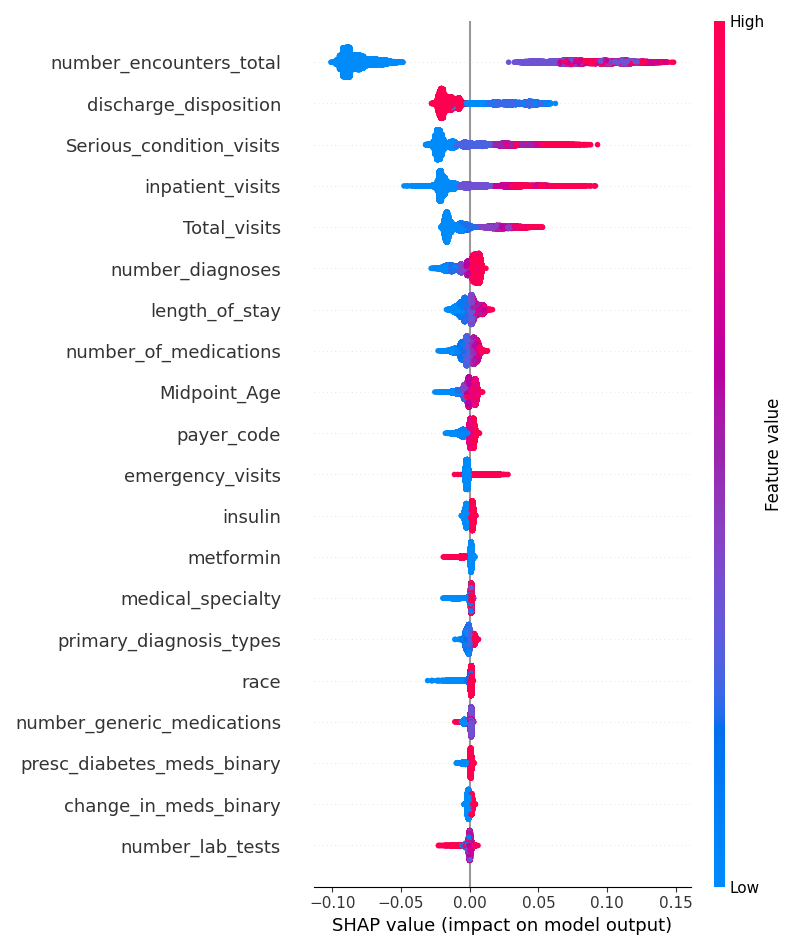 High
number_encounters_total
discharge_disposition
Serious_condition_visits
inpatient_visits
Total_visits
number_diagnoses
length_of_stay
number_of_medications
Midpoint_Age
payer_code
emergency_visits
insulin
metformin
medical_specialty
primary_diagnosis_types
race
number_generic_medications
presc_diabetes_meds_binary
change_in_meds_binary
number_lab_tests
Feature value
Low
−0.10 −0.05 0.00 0.05 0.10 0.15
SHAP value (impact on model output)